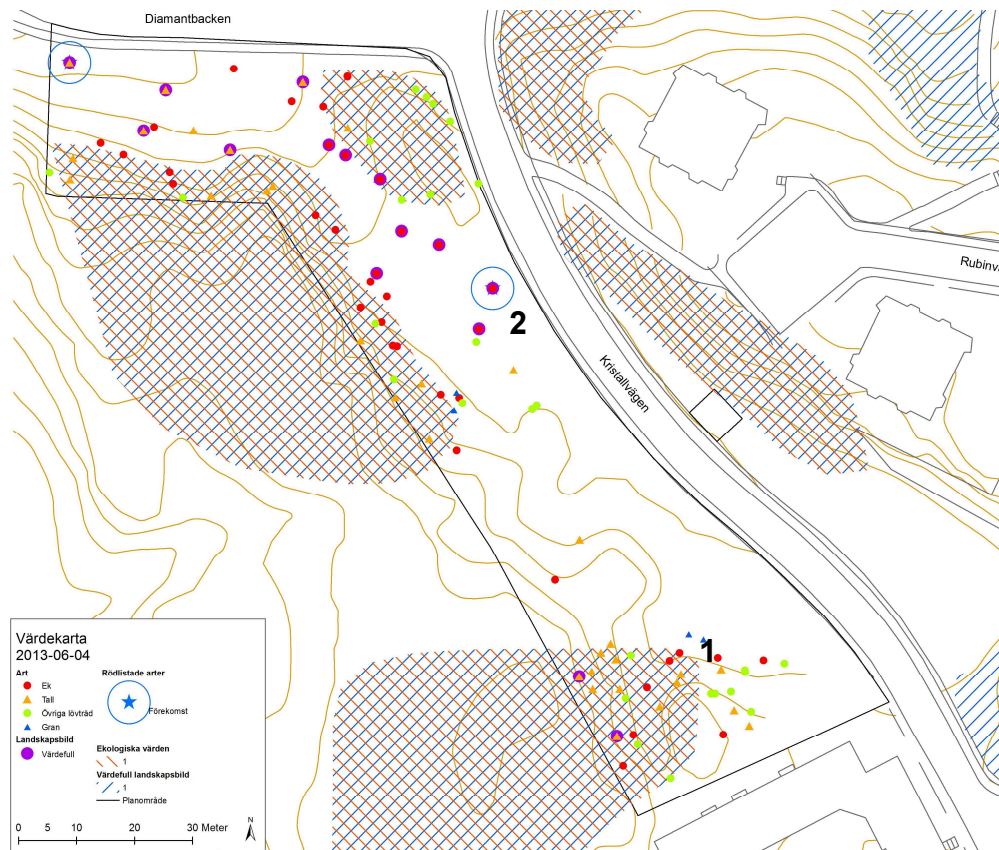 Diamantbacken
Rubinv
2
Kristallvägen
1
Värdekarta
2013-06-04
Art
Ek
Tall
Övriga lövträd
Gran
Landskapsbild
Värdefull
Rödlistade arter
Förekomst
Ekologiska värden
1
Värdefull landskapsbild
1
Planområde
0 5 10 20 30 Meter
N